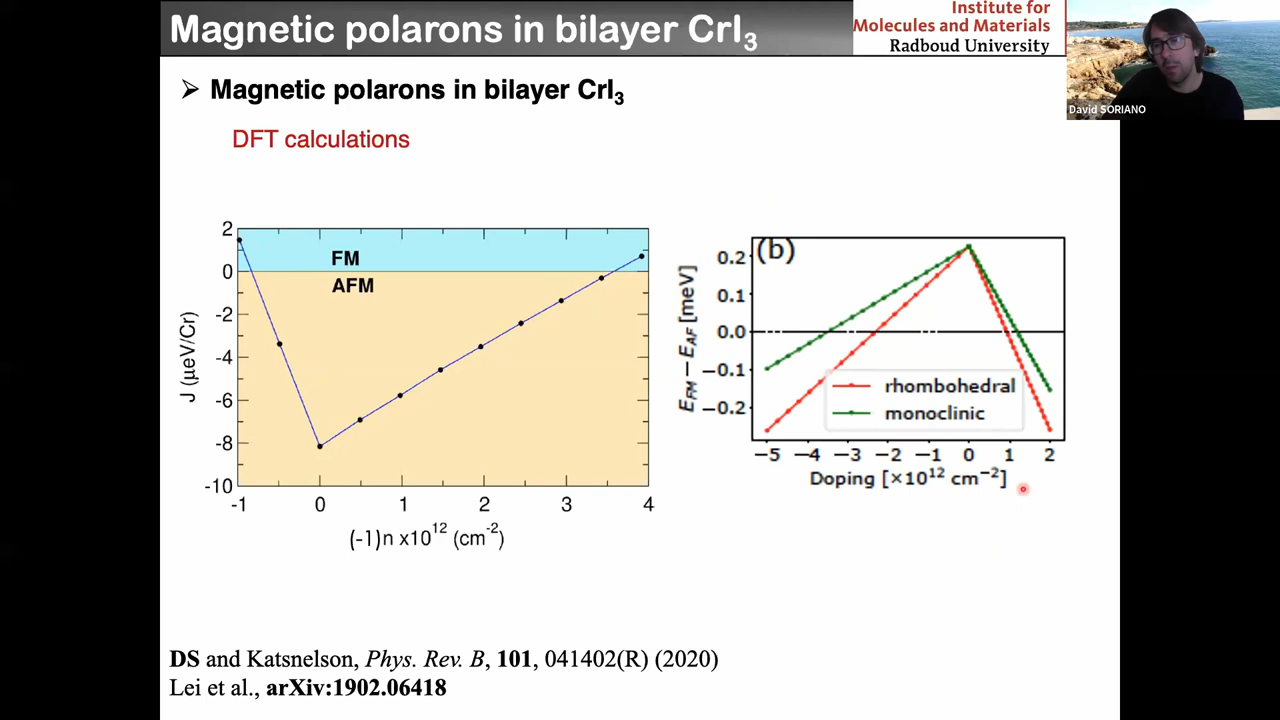 Magnetic polarons in bilayer CrI3
Institute for
Molecules and Materials
Radboud University
David SORIANO
➢ Magnetic polarons in bilayer CrI3
DFT calculations
2
0
-2
-4
-6
-8
-10
J (μeV/Cr)
FM
AFM
-1 0 1 2 3 4
(-1)n x10^12 (cm^-2)
(b)
0.2
0.1
0.0
−0.1
−0.2
E_FM − E_AF [meV]
rhombohedral
monoclinic
−5 −4 −3 −2 −1 0 1 2
Doping [×10^12 cm^−2]
DS and Katsnelson, Phys. Rev. B, 101, 041402(R) (2020)
Lei et al., arXiv:1902.06418